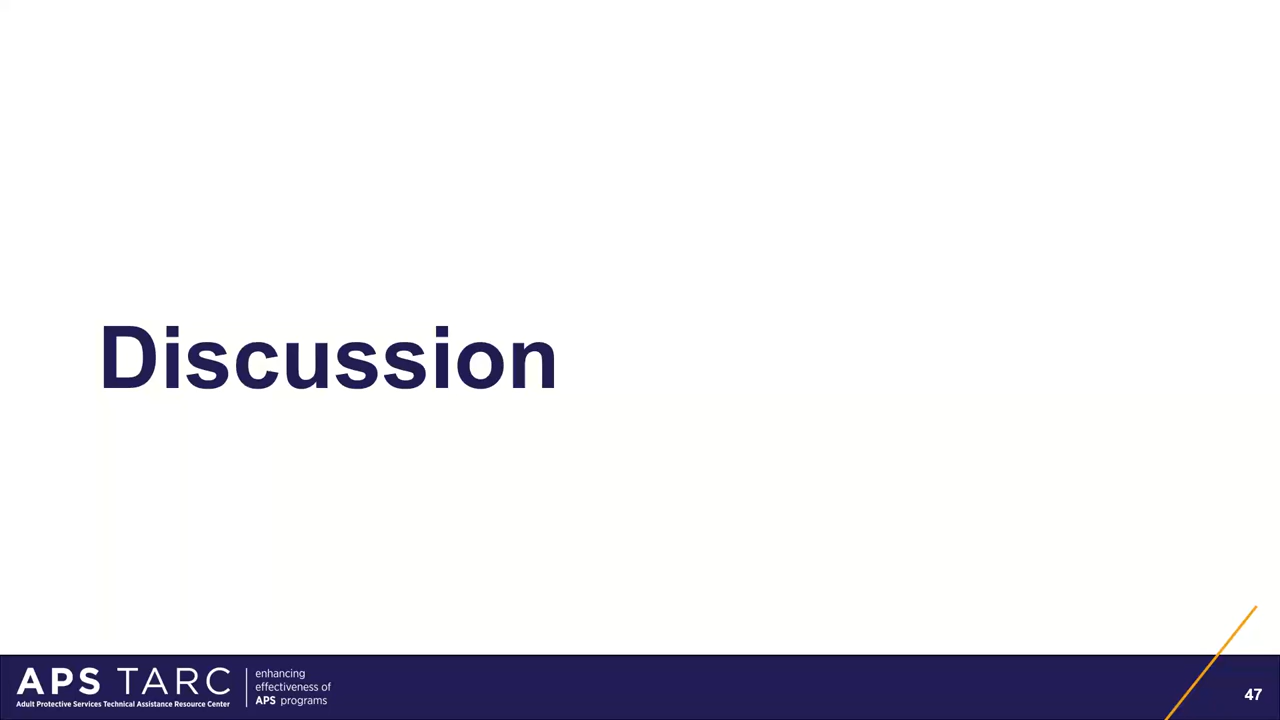 Discussion
APS TARC
Adult Protective Services Technical Assistance Resource Center
enhancing
effectiveness of
APS programs
47